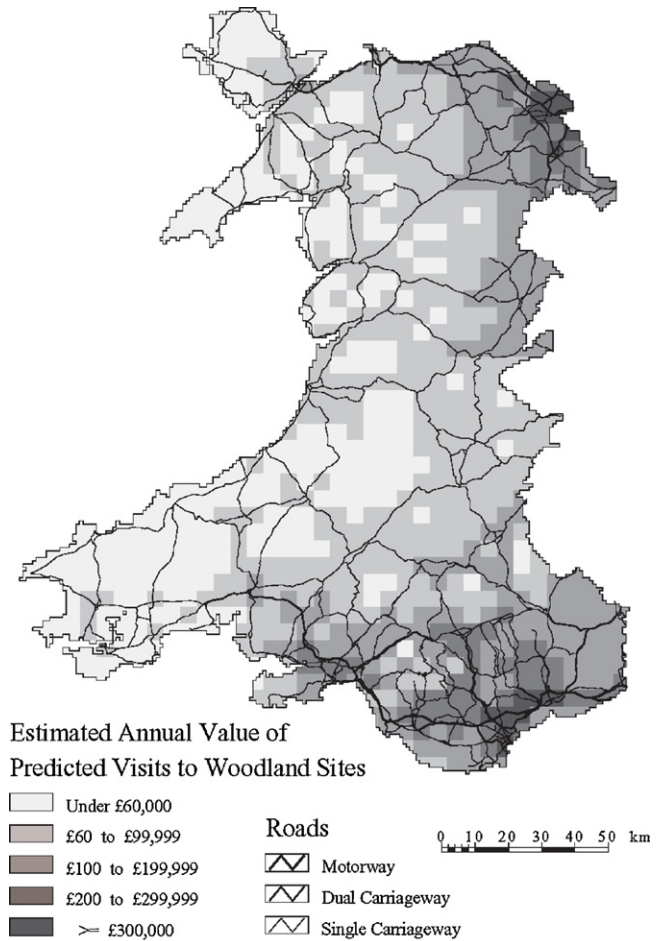 Estimated Annual Value of
Predicted Visits to Woodland Sites
Under £60,000
£60 to £99,999
£100 to £199,999
£200 to £299,999
>= £300,000
Roads
Motorway
Dual Carriageway
Single Carriageway
0 10 20 30 40 50 km